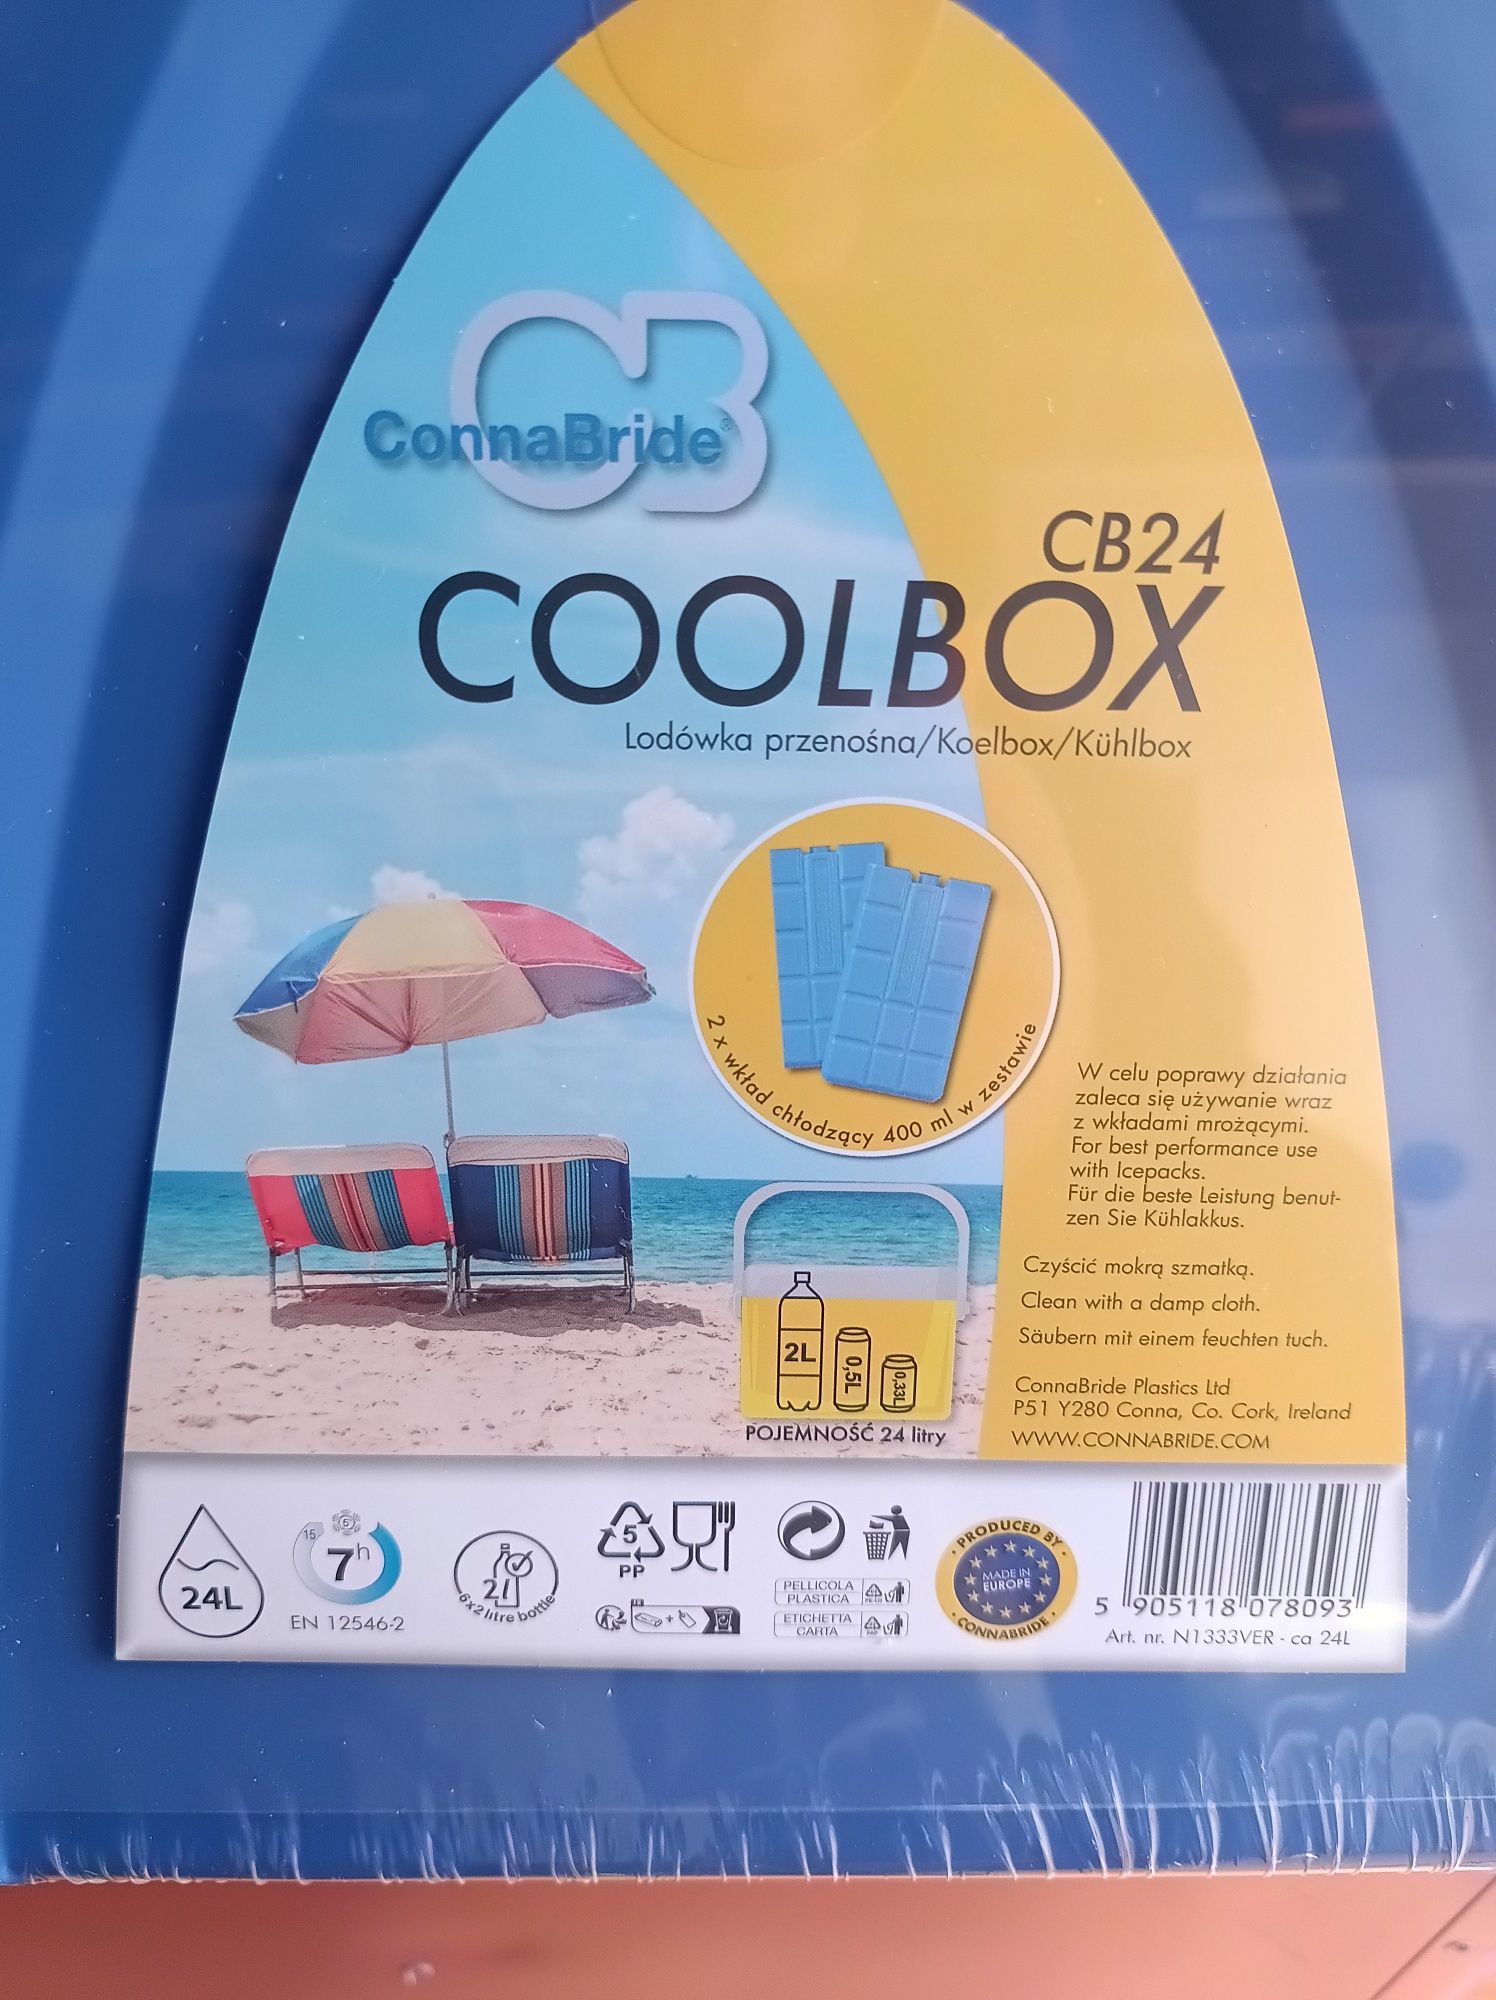 CB
ConnaBride®
CB24
COOLBOX
Lodówka przenośna/Koelbox/Kühlbox
2 x wkład chłodzący 400 ml w zestawie
W celu poprawy działania
zaleca się używanie wraz
z wkładami mrożącymi.
For best performance use
with Icepacks.
Für die beste Leistung benut-
zen Sie Kühlakkus.
Czyścić mokrą szmatką.
Clean with a damp cloth.
Säubern mit einem feuchten tuch.
2L
0,5L
0,33L
POJEMNOŚĆ 24 litry
ConnaBride Plastics Ltd
P51 Y280 Conna, Co. Cork, Ireland
WWW.CONNABRIDE.COM
24L
15
5
7h
EN 12546-2
2l
6x2 litre bottle
5
PP
PELLICOLA
PLASTICA
ETICHETTA
CARTA
PRODUCED BY
MADE IN
EUROPE
CONNABRIDE
5 905118 078093
Art. nr. N1333VER - ca 24L